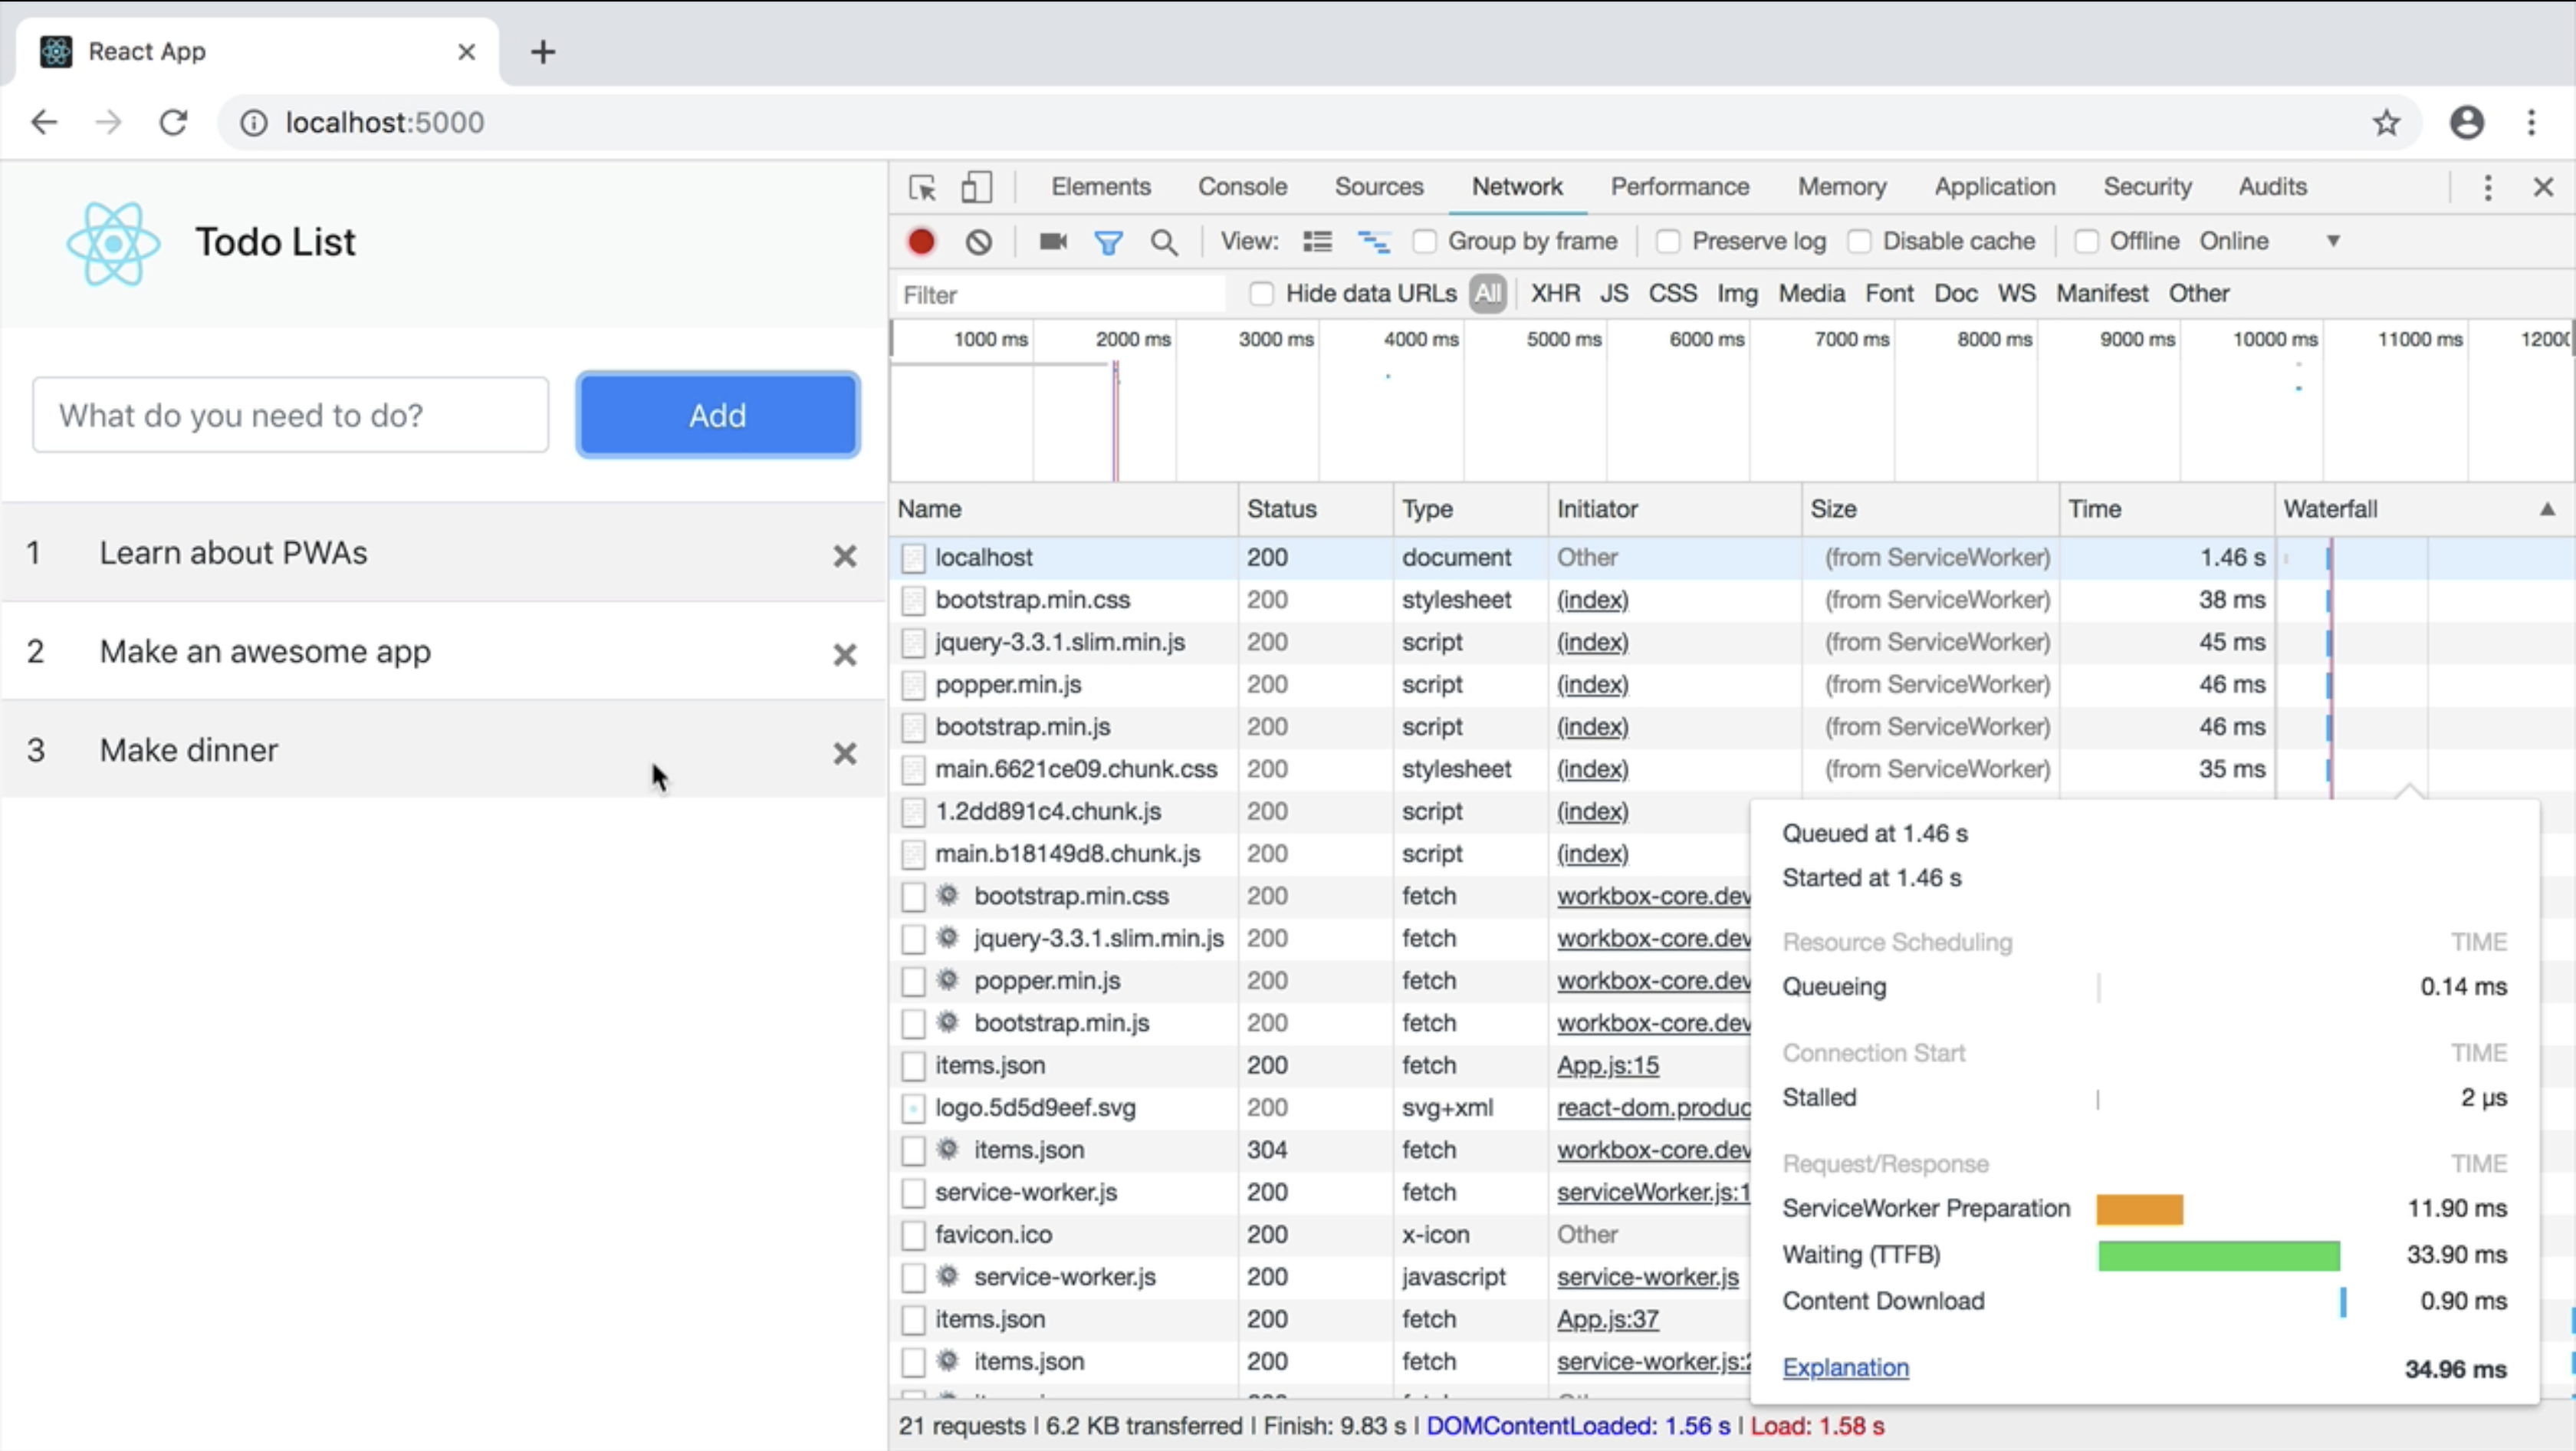 React App
localhost:5000
Todo List
What do you need to do?
Add
1 Learn about PWAs
2 Make an awesome app
3 Make dinner
Elements Console Sources Network Performance Memory Application Security Audits
View: Group by frame Preserve log Disable cache Offline Online
Filter Hide data URLs All XHR JS CSS Img Media Font Doc WS Manifest Other
1000 ms 2000 ms 3000 ms 4000 ms 5000 ms 6000 ms 7000 ms 8000 ms 9000 ms 10000 ms 11000 ms
Name Status Type Initiator Size Time Waterfall
localhost 200 document Other (from ServiceWorker) 1.46 s
bootstrap.min.css 200 stylesheet (index) (from ServiceWorker) 38 ms
jquery-3.3.1.slim.min.js 200 script (index) (from ServiceWorker) 45 ms
popper.min.js 200 script (index) (from ServiceWorker) 46 ms
bootstrap.min.js 200 script (index) (from ServiceWorker) 46 ms
main.6621ce09.chunk.css 200 stylesheet (index) (from ServiceWorker) 35 ms
1.2dd891c4.chunk.js 200 script (index)
main.b18149d8.chunk.js 200 script (index)
bootstrap.min.css 200 fetch workbox-core.dev
jquery-3.3.1.slim.min.js 200 fetch workbox-core.dev
popper.min.js 200 fetch workbox-core.dev
bootstrap.min.js 200 fetch workbox-core.dev
items.json 200 fetch App.js:15
logo.5d5d9eef.svg 200 svg+xml react-dom.produc
items.json 304 fetch workbox-core.dev
service-worker.js 200 fetch serviceWorker.js:1
favicon.ico 200 x-icon Other
service-worker.js 200 javascript service-worker.js
items.json 200 fetch App.js:37
items.json 200 fetch service-worker.js:2
Queued at 1.46 s
Started at 1.46 s
Resource Scheduling TIME
Queueing 0.14 ms
Connection Start TIME
Stalled 2 µs
Request/Response TIME
ServiceWorker Preparation 11.90 ms
Waiting (TTFB) 33.90 ms
Content Download 0.90 ms
Explanation 34.96 ms
21 requests | 6.2 KB transferred | Finish: 9.83 s | DOMContentLoaded: 1.56 s | Load: 1.58 s